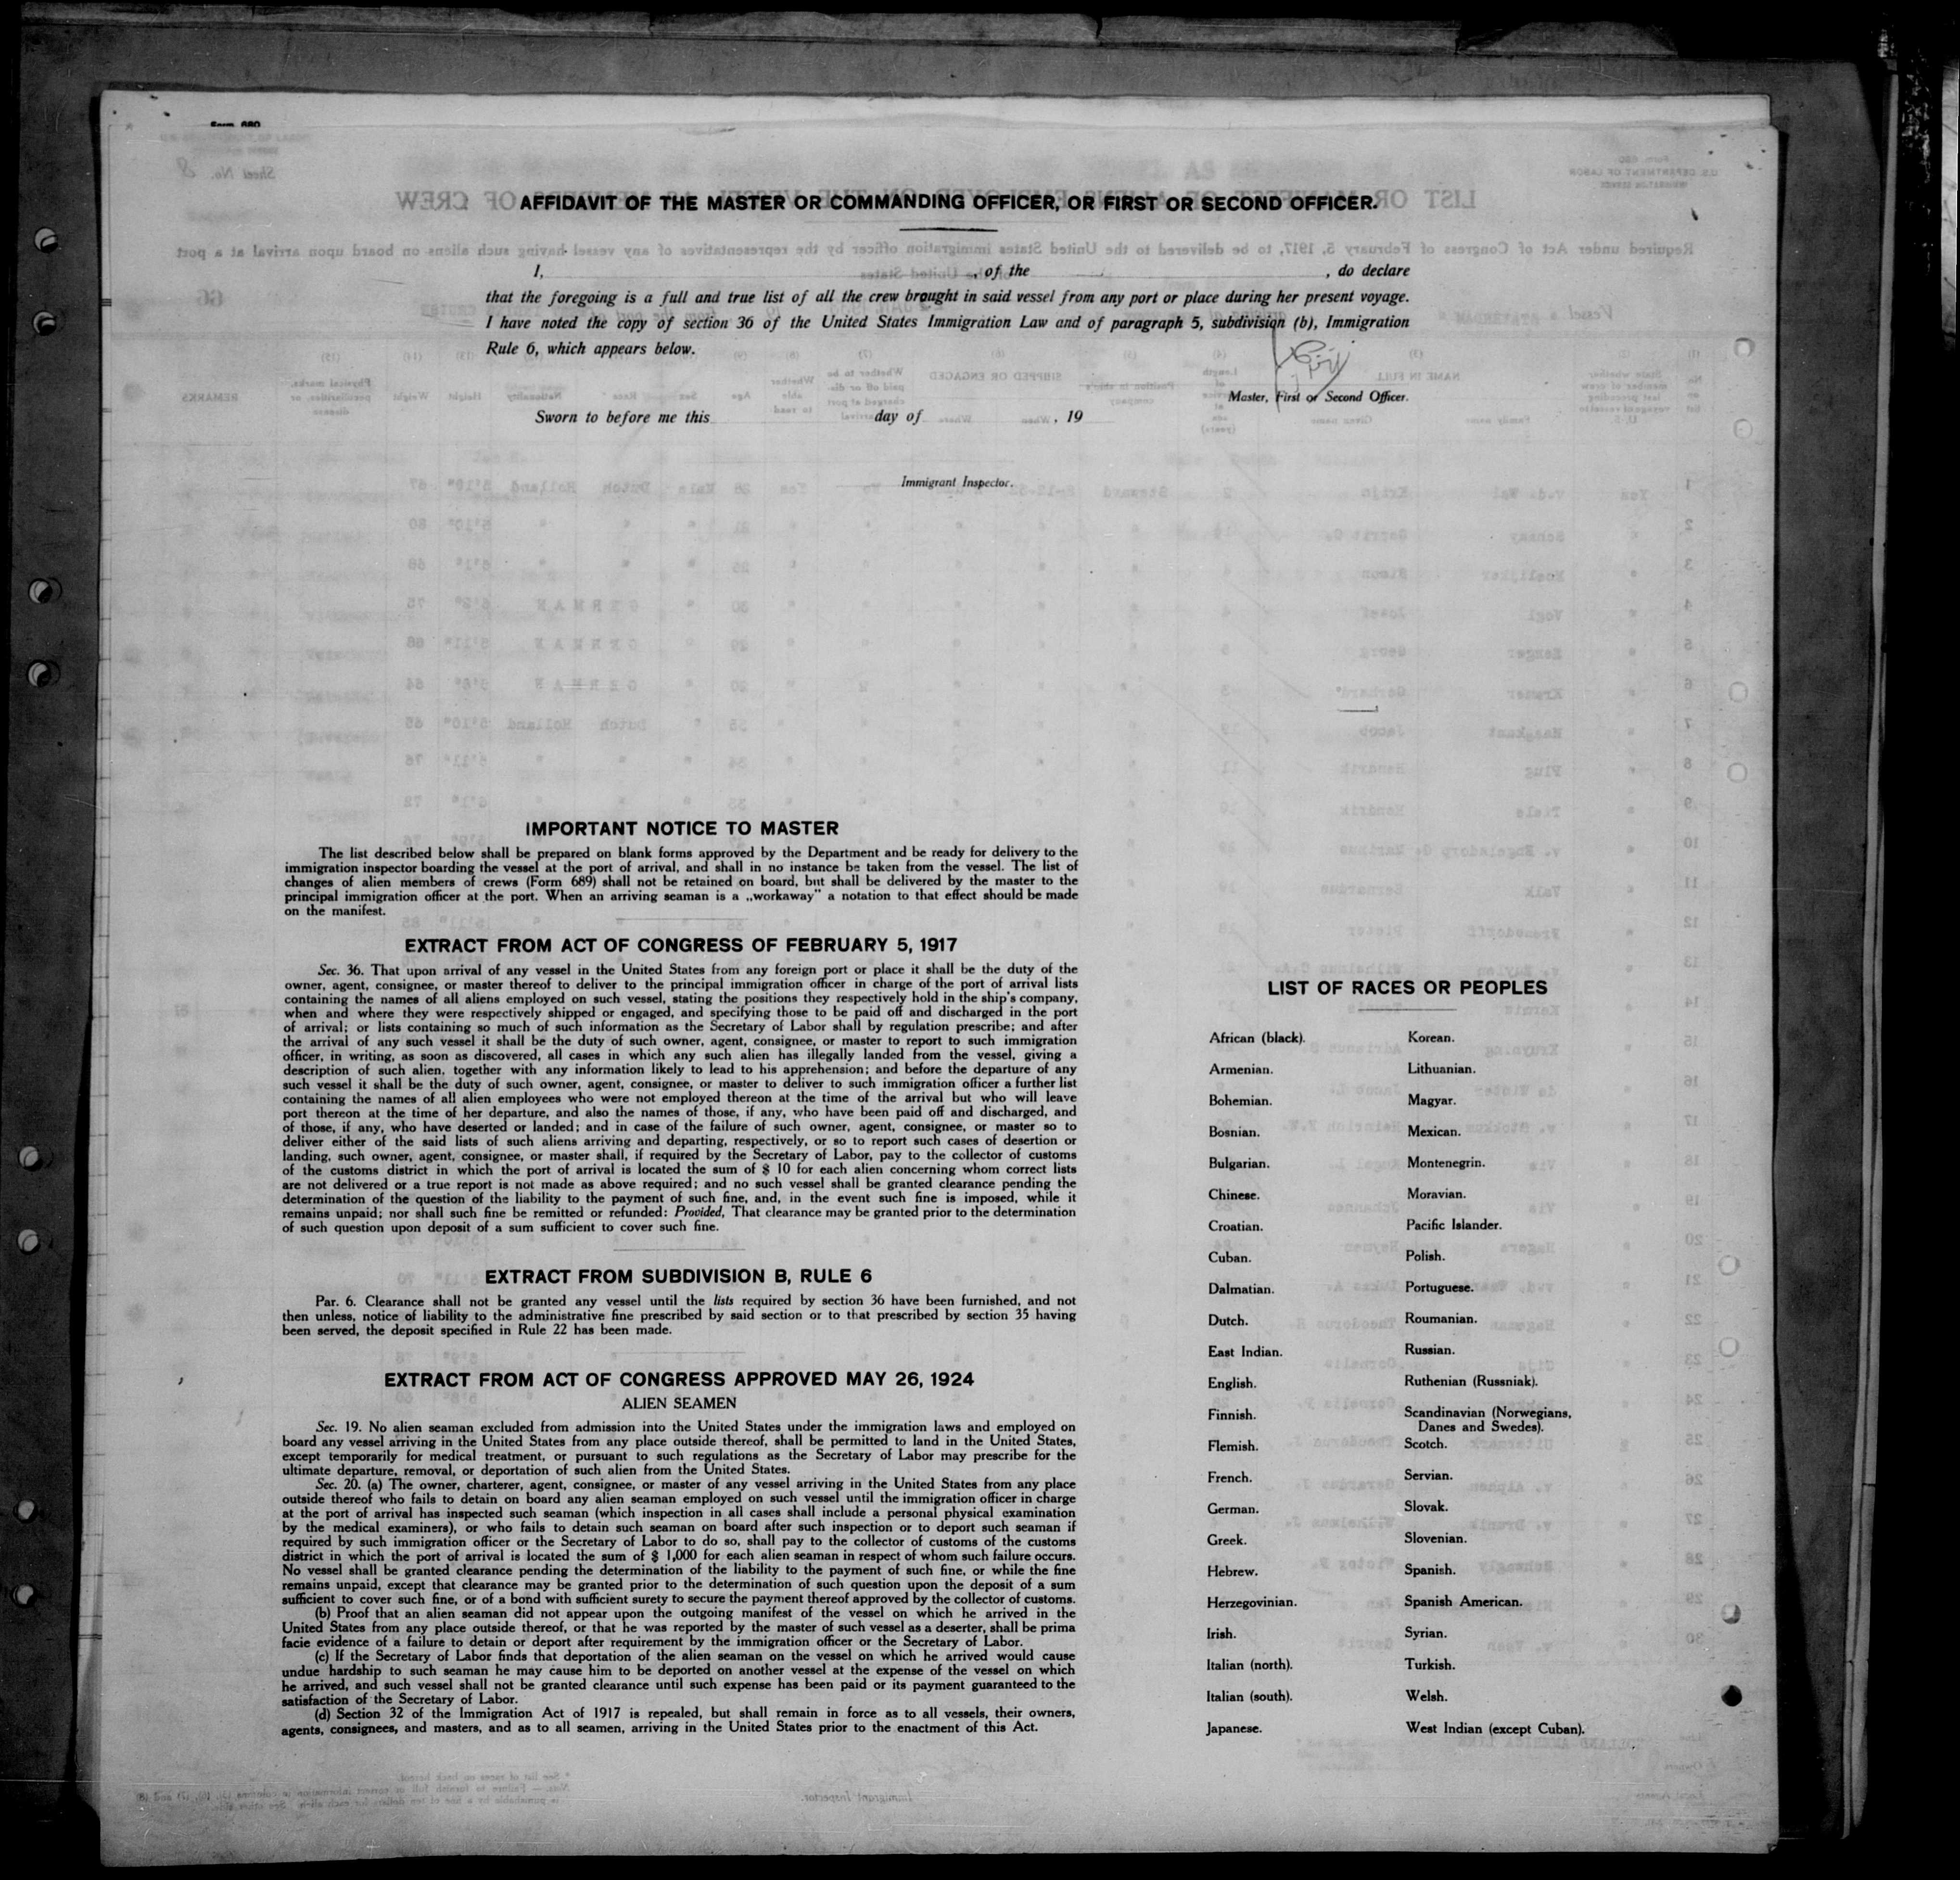 Form 680
AFFIDAVIT OF THE MASTER OR COMMANDING OFFICER, OR FIRST OR SECOND OFFICER.
I, , of the , do declare
that the foregoing is a full and true list of all the crew brought in said vessel from any port or place during her present voyage.
I have noted the copy of section 36 of the United States Immigration Law and of paragraph 5, subdivision (b), Immigration
Rule 6, which appears below.
Master, First or Second Officer.
Sworn to before me this day of , 19
Immigrant Inspector.
IMPORTANT NOTICE TO MASTER
The list described below shall be prepared on blank forms approved by the Department and be ready for delivery to the
immigration inspector boarding the vessel at the port of arrival, and shall in no instance be taken from the vessel. The list of
changes of alien members of crews (Form 689) shall not be retained on board, but shall be delivered by the master to the
principal immigration officer at the port. When an arriving seaman is a „workaway” a notation to that effect should be made
on the manifest.
EXTRACT FROM ACT OF CONGRESS OF FEBRUARY 5, 1917
Sec. 36. That upon arrival of any vessel in the United States from any foreign port or place it shall be the duty of the
owner, agent, consignee, or master thereof to deliver to the principal immigration officer in charge of the port of arrival lists
containing the names of all aliens employed on such vessel, stating the positions they respectively hold in the ship's company,
when and where they were respectively shipped or engaged, and specifying those to be paid off and discharged in the port
of arrival; or lists containing so much of such information as the Secretary of Labor shall by regulation prescribe; and after
the arrival of any such vessel it shall be the duty of such owner, agent, consignee, or master to report to such immigration
officer, in writing, as soon as discovered, all cases in which any such alien has illegally landed from the vessel, giving a
description of such alien, together with any information likely to lead to his apprehension; and before the departure of any
such vessel it shall be the duty of such owner, agent, consignee, or master to deliver to such immigration officer a further list
containing the names of all alien employees who were not employed thereon at the time of the arrival but who will leave
port thereon at the time of her departure, and also the names of those, if any, who have been paid off and discharged, and
of those, if any, who have deserted or landed; and in case of the failure of such owner, agent, consignee, or master so to
deliver either of the said lists of such aliens arriving and departing, respectively, or so to report such cases of desertion or
landing, such owner, agent, consignee, or master shall, if required by the Secretary of Labor, pay to the collector of customs
of the customs district in which the port of arrival is located the sum of $ 10 for each alien concerning whom correct lists
are not delivered or a true report is not made as above required; and no such vessel shall be granted clearance pending the
determination of the question of the liability to the payment of such fine, and, in the event such fine is imposed, while it
remains unpaid; nor shall such fine be remitted or refunded: Provided, That clearance may be granted prior to the determination
of such question upon deposit of a sum sufficient to cover such fine.
EXTRACT FROM SUBDIVISION B, RULE 6
Par. 6. Clearance shall not be granted any vessel until the lists required by section 36 have been furnished, and not
then unless, notice of liability to the administrative fine prescribed by said section or to that prescribed by section 35 having
been served, the deposit specified in Rule 22 has been made.
EXTRACT FROM ACT OF CONGRESS APPROVED MAY 26, 1924
ALIEN SEAMEN
Sec. 19. No alien seaman excluded from admission into the United States under the immigration laws and employed on
board any vessel arriving in the United States from any place outside thereof, shall be permitted to land in the United States,
except temporarily for medical treatment, or pursuant to such regulations as the Secretary of Labor may prescribe for the
ultimate departure, removal, or deportation of such alien from the United States.
Sec. 20. (a) The owner, charterer, agent, consignee, or master of any vessel arriving in the United States from any place
outside thereof who fails to detain on board any alien seaman employed on such vessel until the immigration officer in charge
at the port of arrival has inspected such seaman (which inspection in all cases shall include a personal physical examination
by the medical examiners), or who fails to detain such seaman on board after such inspection or to deport such seaman if
required by such immigration officer or the Secretary of Labor to do so, shall pay to the collector of customs of the customs
district in which the port of arrival is located the sum of $ 1,000 for each alien seaman in respect of whom such failure occurs.
No vessel shall be granted clearance pending the determination of the liability to the payment of such fine, or while the fine
remains unpaid, except that clearance may be granted prior to the determination of such question upon the deposit of a sum
sufficient to cover such fine, or of a bond with sufficient surety to secure the payment thereof approved by the collector of customs.
(b) Proof that an alien seaman did not appear upon the outgoing manifest of the vessel on which he arrived in the
United States from any place outside thereof, or that he was reported by the master of such vessel as a deserter, shall be prima
facie evidence of a failure to detain or deport after requirement by the immigration officer or the Secretary of Labor.
(c) If the Secretary of Labor finds that deportation of the alien seaman on the vessel on which he arrived would cause
undue hardship to such seaman he may cause him to be deported on another vessel at the expense of the vessel on which
he arrived, and such vessel shall not be granted clearance until such expense has been paid or its payment guaranteed to the
satisfaction of the Secretary of Labor.
(d) Section 32 of the Immigration Act of 1917 is repealed, but shall remain in force as to all vessels, their owners,
agents, consignees, and masters, and as to all seamen, arriving in the United States prior to the enactment of this Act.
LIST OF RACES OR PEOPLES
African (black). Korean.
Armenian. Lithuanian.
Bohemian. Magyar.
Bosnian. Mexican.
Bulgarian. Montenegrin.
Chinese. Moravian.
Croatian. Pacific Islander.
Cuban. Polish.
Dalmatian. Portuguese.
Dutch. Roumanian.
East Indian. Russian.
English. Ruthenian (Russniak).
Finnish. Scandinavian (Norwegians,
Danes and Swedes).
Flemish. Scotch.
French. Servian.
German. Slovak.
Greek. Slovenian.
Hebrew. Spanish.
Herzegovinian. Spanish American.
Irish. Syrian.
Italian (north). Turkish.
Italian (south). Welsh.
Japanese. West Indian (except Cuban).